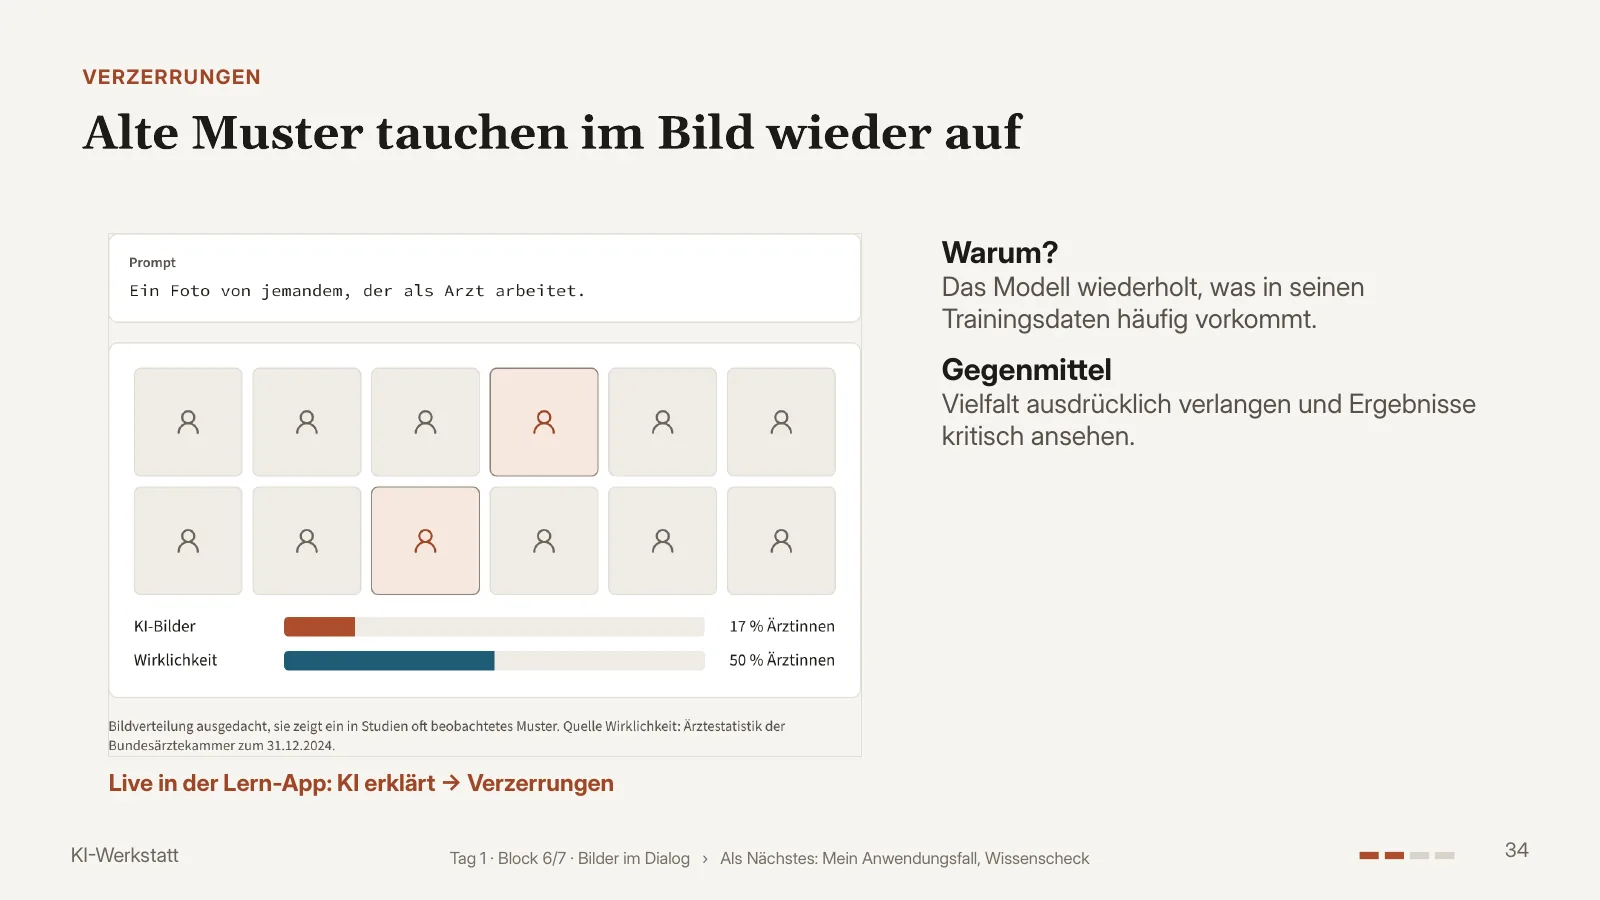 VERZERRUNGEN
Alte Muster tauchen im Bild wieder auf
Prompt
Ein Foto von jemandem, der als Arzt arbeitet.
KI-Bilder 17 % Ärztinnen
Wirklichkeit 50 % Ärztinnen
Bildverteilung ausgedacht, sie zeigt ein in Studien oft beobachtetes Muster. Quelle Wirklichkeit: Ärztestatistik der
Bundesärztekammer zum 31.12.2024.
Live in der Lern-App: KI erklärt → Verzerrungen
Warum?
Das Modell wiederholt, was in seinen
Trainingsdaten häufig vorkommt.
Gegenmittel
Vielfalt ausdrücklich verlangen und Ergebnisse
kritisch ansehen.
KI-Werkstatt
Tag 1 · Block 6/7 · Bilder im Dialog › Als Nächstes: Mein Anwendungsfall, Wissenscheck
34